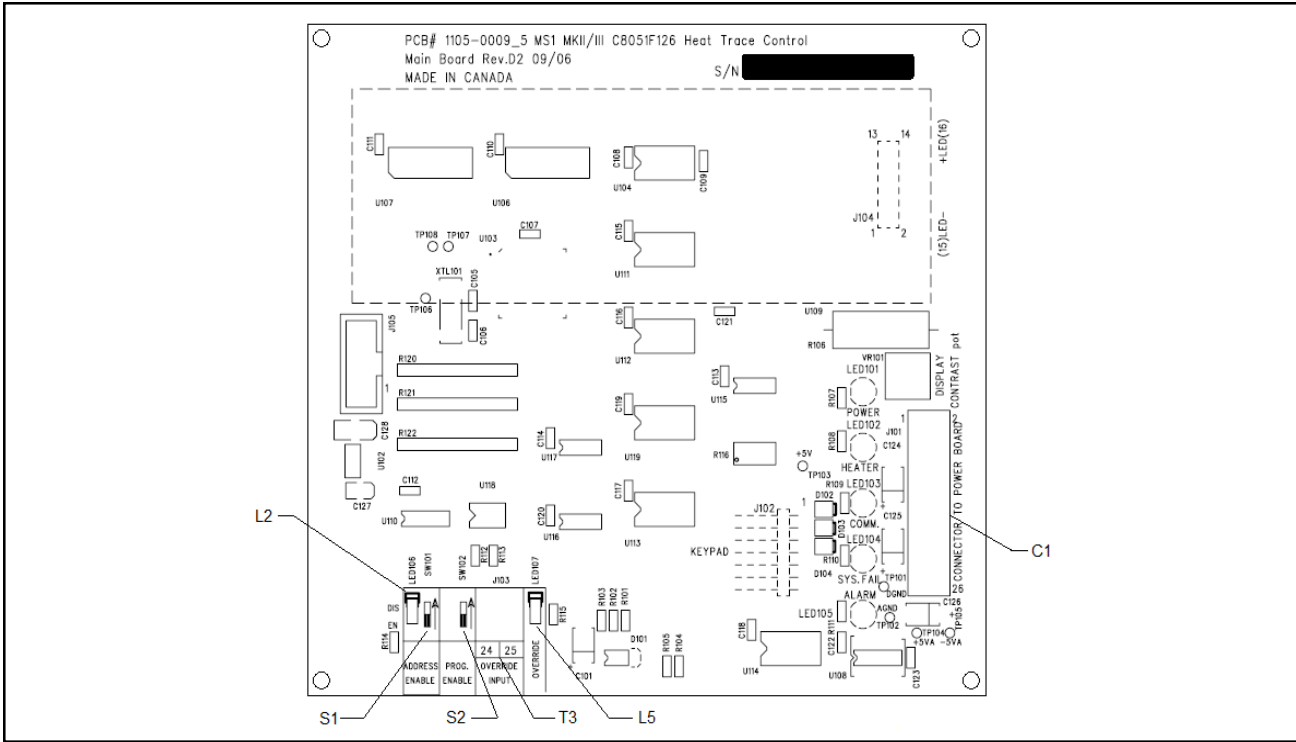 PCB# 1105-0009_5 MS1 MKII/III C8051F126 Heat Trace Control
Main Board Rev.D2 09/06
S/N
MADE IN CANADA
13 14
+LED(16)
C111
C110
C108
C109
U107
U106
U104
J104
1 2
(15)LED-
C107
C115
TP108
TP107
U103
U111
XTL101
C105
TP106
C106
C116
C121
U109
U112
R106
J105
1
VR101
DISPLAY
CONTRAST pot
R120
R121
R122
C113
U115
LED101
R107
POWER
C119
C128
U102
C127
C114
U117
U119
R116
+5V
TP103
LED102
R108
C124
HEATER
1
J101
2
26
CONNECTOR TO POWER BOARD
C112
U118
C117
U110
C120
U116
U113
J102
1
KEYPAD
D102
D103
D104
R109
LED103
+
C125
COMM.
LED104
R110
SYS.FAIL
+
TP101
DGND
L2
C1
LED106
SW101
SW102
R112
R113
J103
LED107
DIS
EN
A
A
R114
R115
R103
R102
R101
D101
+
C101
R105
R104
C118
U114
ALARM
LED105
R111
AGND
TP102
C126
+
TP105
TP104
+5VA -5VA
C122
U108
C123
24 25
ADDRESS
ENABLE
PROG.
ENABLE
OVERRIDE
INPUT
OVERRIDE
S1
S2
T3
L5